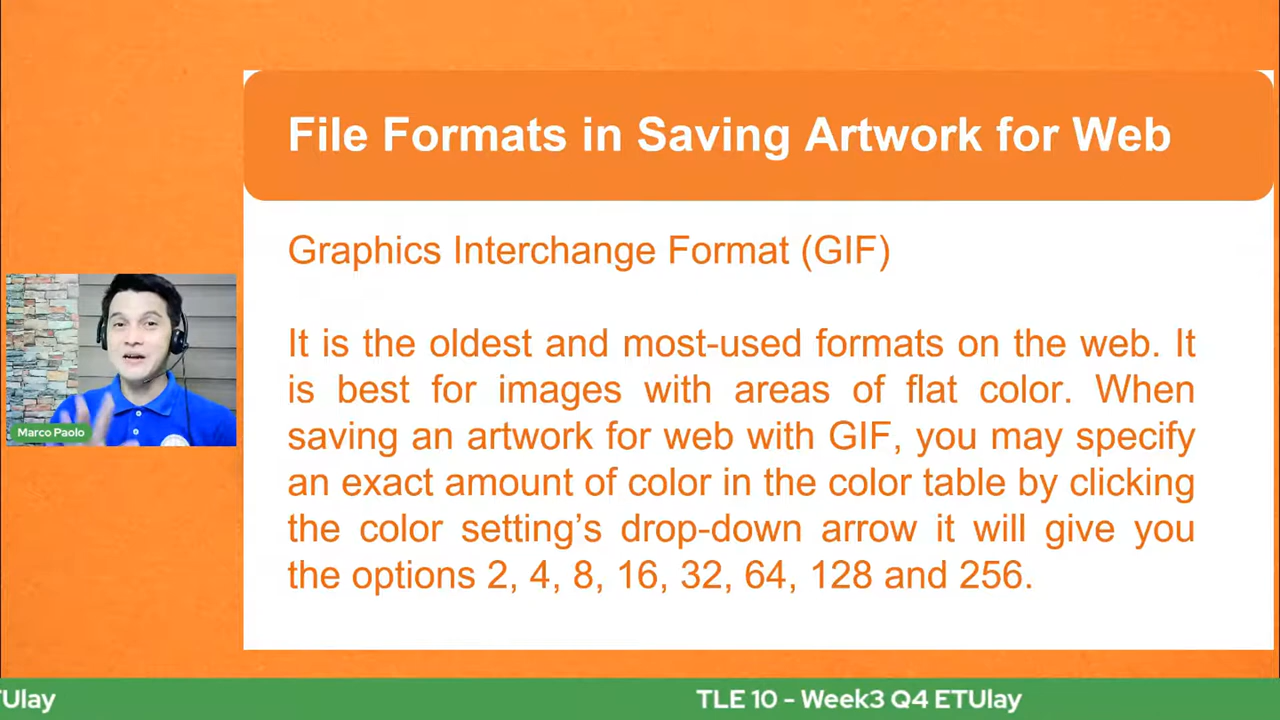 File Formats in Saving Artwork for Web
Graphics Interchange Format (GIF)
It is the oldest and most-used formats on the web. It
is best for images with areas of flat color. When
saving an artwork for web with GIF, you may specify
an exact amount of color in the color table by clicking
the color setting’s drop-down arrow it will give you
the options 2, 4, 8, 16, 32, 64, 128 and 256.
Marco Paolo
TUlay
TLE 10 - Week3 Q4 ETUlay